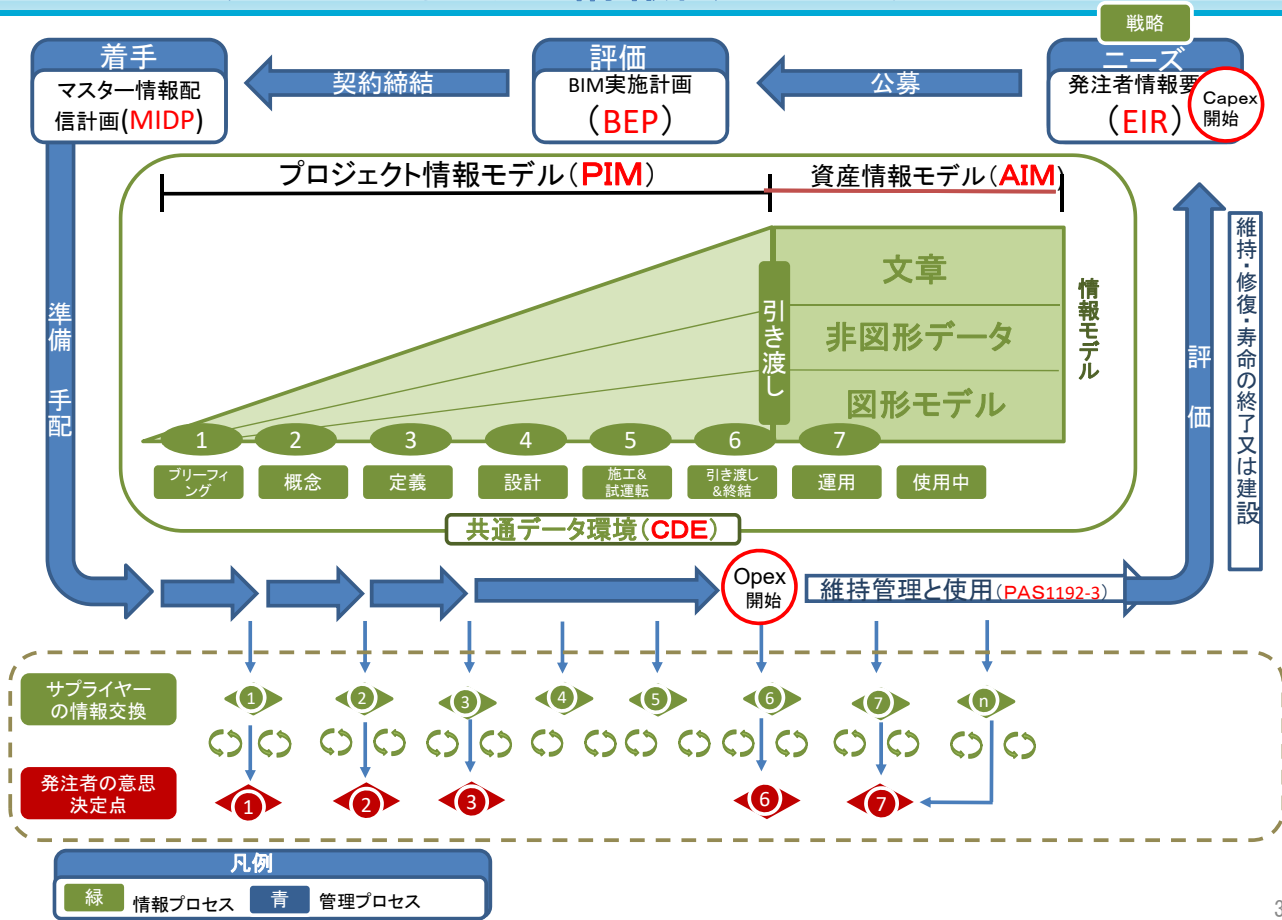 戦略
着手
マスター情報配
信計画(MIDP)
契約締結
評価
BIM実施計画
（BEP）
公募
ニーズ
発注者情報要
（EIR）
Capex
開始
プロジェクト情報モデル（PIM）
資産情報モデル（AIM）
文章
非図形データ
図形モデル
引き渡し
情報モデル
準備 手配
評 価
維持・修復・寿命の終了又は建設
1 2 3 4 5 6 7
ブリーフィ
ング
概念
定義
設計
施工&
試運転
引き渡し
&終結
運用
使用中
共通データ環境（CDE）
Opex
開始
維持管理と使用（PAS1192-3）
サプライヤー
の情報交換
1 2 3 4 5 6 7 n
発注者の意思
決定点
1 2 3 6 7
凡例
緑 情報プロセス 青 管理プロセス
3